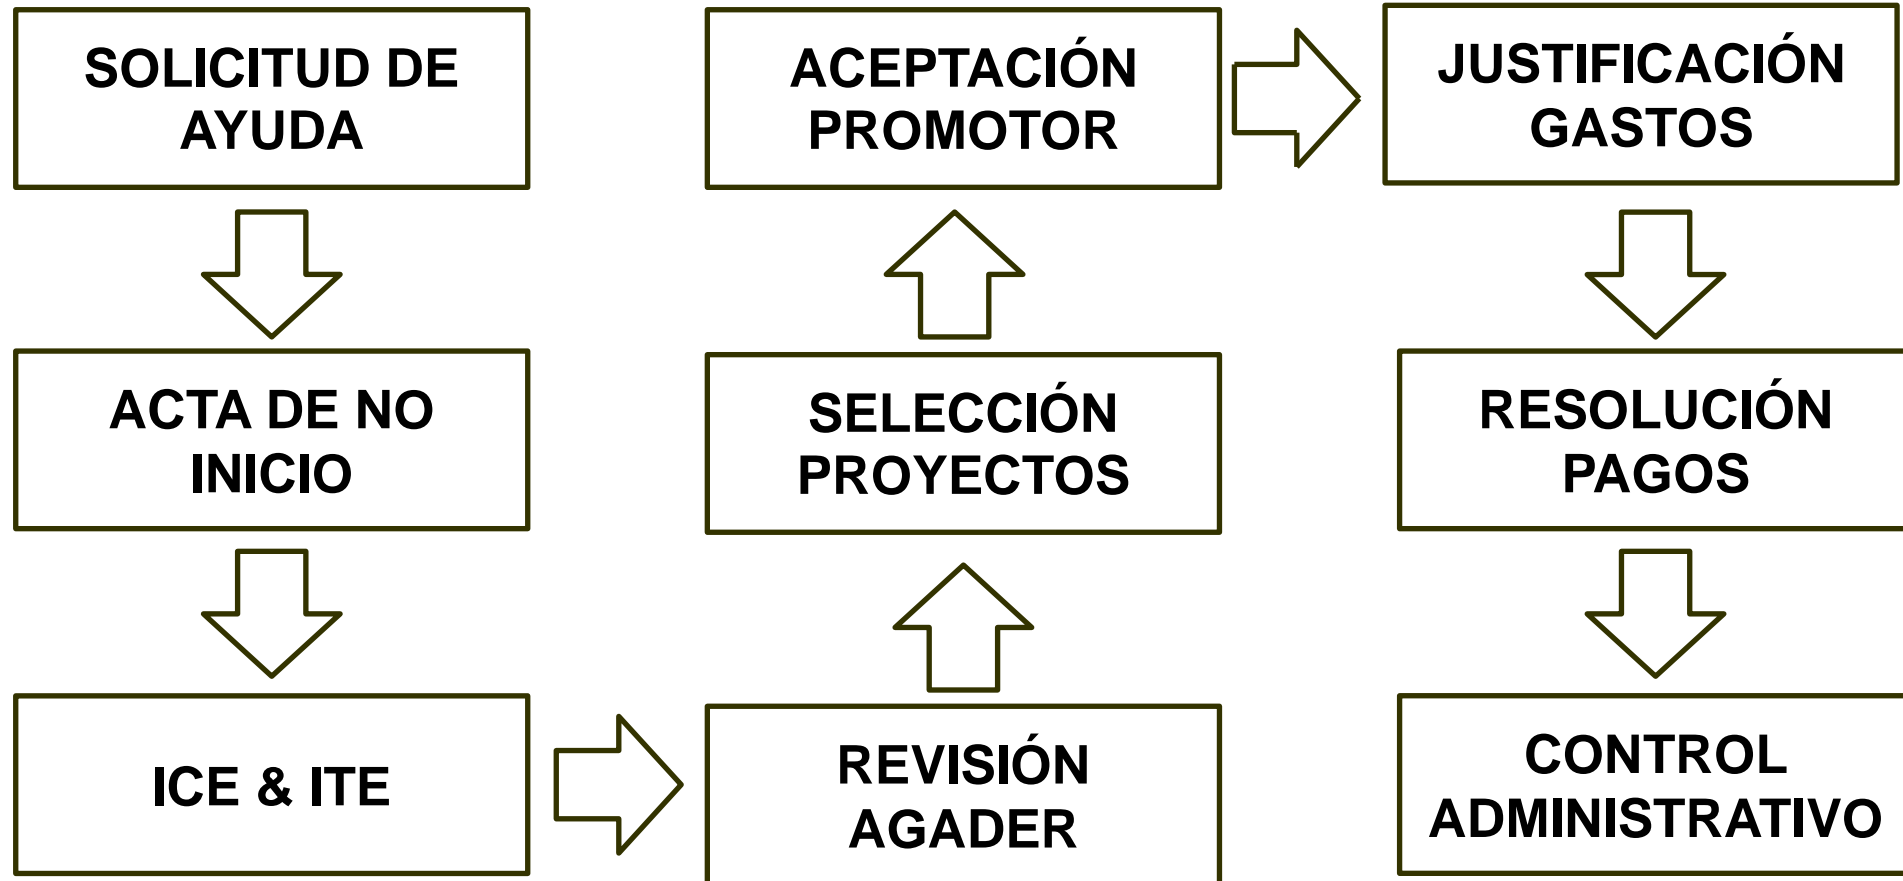 SOLICITUD DE
AYUDA
ACTA DE NO
INICIO
ICE & ITE
REVISIÓN
AGADER
SELECCIÓN
PROYECTOS
ACEPTACIÓN
PROMOTOR
JUSTIFICACIÓN
GASTOS
RESOLUCIÓN
PAGOS
CONTROL
ADMINISTRATIVO